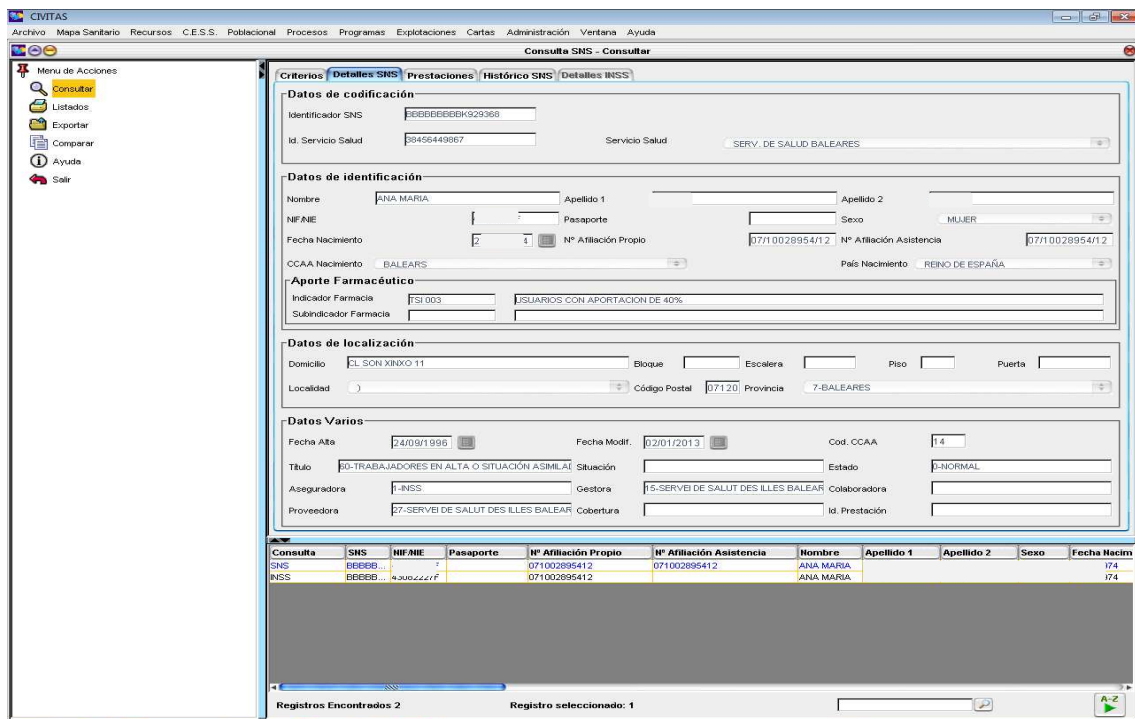 CIVITAS
Archivo Mapa Sanitario Recursos C.E.S.S. Poblacional Procesos Programas Explotaciones Cartas Administración Ventana Ayuda
Consulta SNS - Consultar
Menu de Acciones
Consultar
Listados
Exportar
Comparar
Ayuda
Salir
Criterios Detalles SNS Prestaciones Histórico SNS Detalles INSS
Datos de codificación
Identificador SNS BBBBBBBBBK929368
Id. Servicio Salud 38456449867 Servicio Salud SERV. DE SALUD BALEARES
Datos de identificación
Nombre ANA MARIA Apellido 1 Apellido 2
NIF/NIE Pasaporte Sexo MUJER
Fecha Nacimiento 2 4 Nº Afiliación Propio 07/10028954/12 Nº Afiliación Asistencia 07/10028954/12
CCAA Nacimiento BALEARS País Nacimiento REINO DE ESPAÑA
Aporte Farmacéutico
Indicador Farmacia TSI 003 USUARIOS CON APORTACION DE 40%
Subindicador Farmacia
Datos de localización
Domicilio CL SON XINXO 11 Bloque Escalera Piso Puerta
Localidad ) Código Postal 07120 Provincia 7-BALEARES
Datos Varios
Fecha Alta 24/09/1996 Fecha Modif. 02/01/2013 Cod. CCAA 14
Título 60-TRABAJADORES EN ALTA O SITUACIÓN ASIMILAD Situación Estado 0-NORMAL
Aseguradora 1-INSS Gestora 15-SERVEI DE SALUT DES ILLES BALEAR Colaboradora
Proveedora 27-SERVEI DE SALUT DES ILLES BALEAR Cobertura Id. Prestación
Consulta SNS NIF/NIE Pasaporte Nº Afiliación Propio Nº Afiliación Asistencia Nombre Apellido 1 Apellido 2 Sexo Fecha Nacim
SNS BBBBB... 071002895412 071002895412 ANA MARIA 974
INSS BBBBB... 071002895412 ANA MARIA 974
Registros Encontrados 2 Registro seleccionado: 1
A-Z